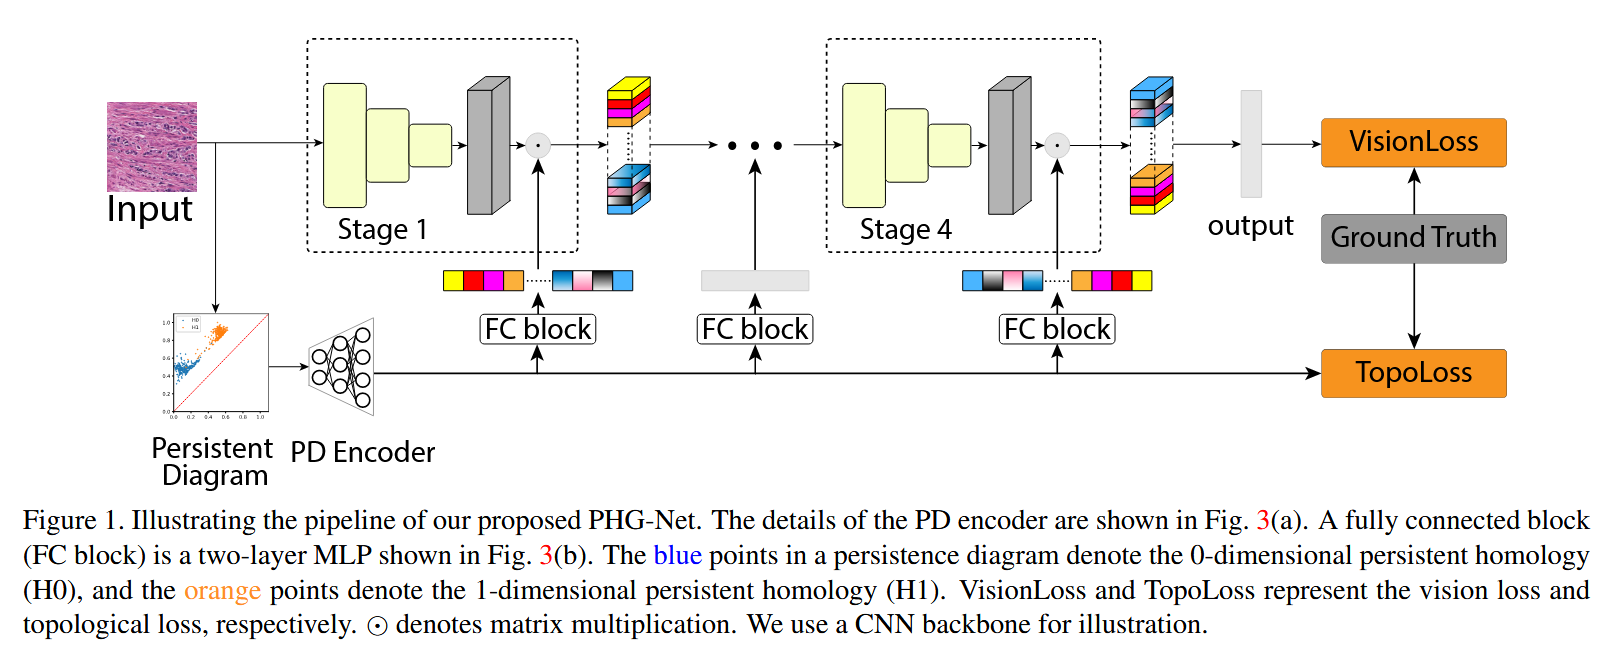 Input
Stage 1
Stage 4
output
VisionLoss
Ground Truth
TopoLoss
FC block
FC block
FC block
H0
H1
1.0
0.8
0.6
0.4
0.2
0.0
0.0 0.2 0.4 0.6 0.8 1.0
Persistent
Diagram
PD Encoder
Figure 1. Illustrating the pipeline of our proposed PHG-Net. The details of the PD encoder are shown in Fig. 3(a). A fully connected block
(FC block) is a two-layer MLP shown in Fig. 3(b). The blue points in a persistence diagram denote the 0-dimensional persistent homology
(H0), and the orange points denote the 1-dimensional persistent homology (H1). VisionLoss and TopoLoss represent the vision loss and
topological loss, respectively. ⊙ denotes matrix multiplication. We use a CNN backbone for illustration.